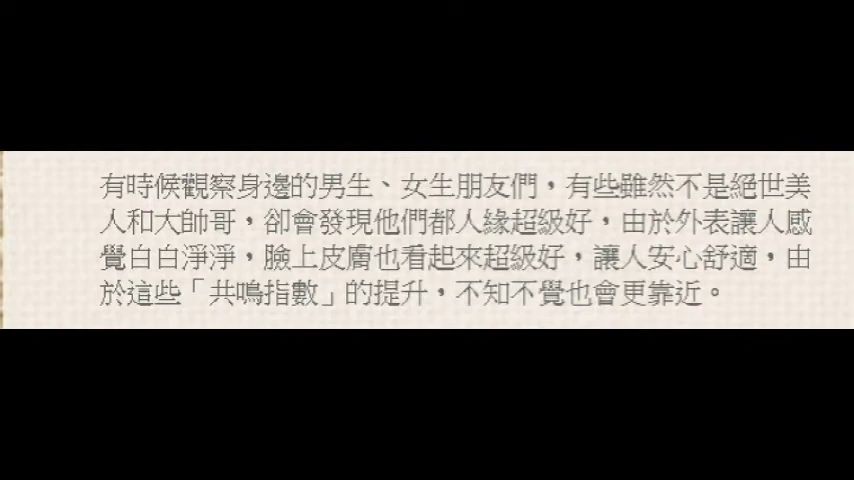 有時候觀察身邊的男生、女生朋友們，有些雖然不是絕世美
人和大帥哥，卻會發現他們都人緣超級好，由於外表讓人感
覺白白淨淨，臉上皮膚也看起來超級好，讓人安心舒適，由
於這些「共鳴指數」的提升，不知不覺也會更靠近。